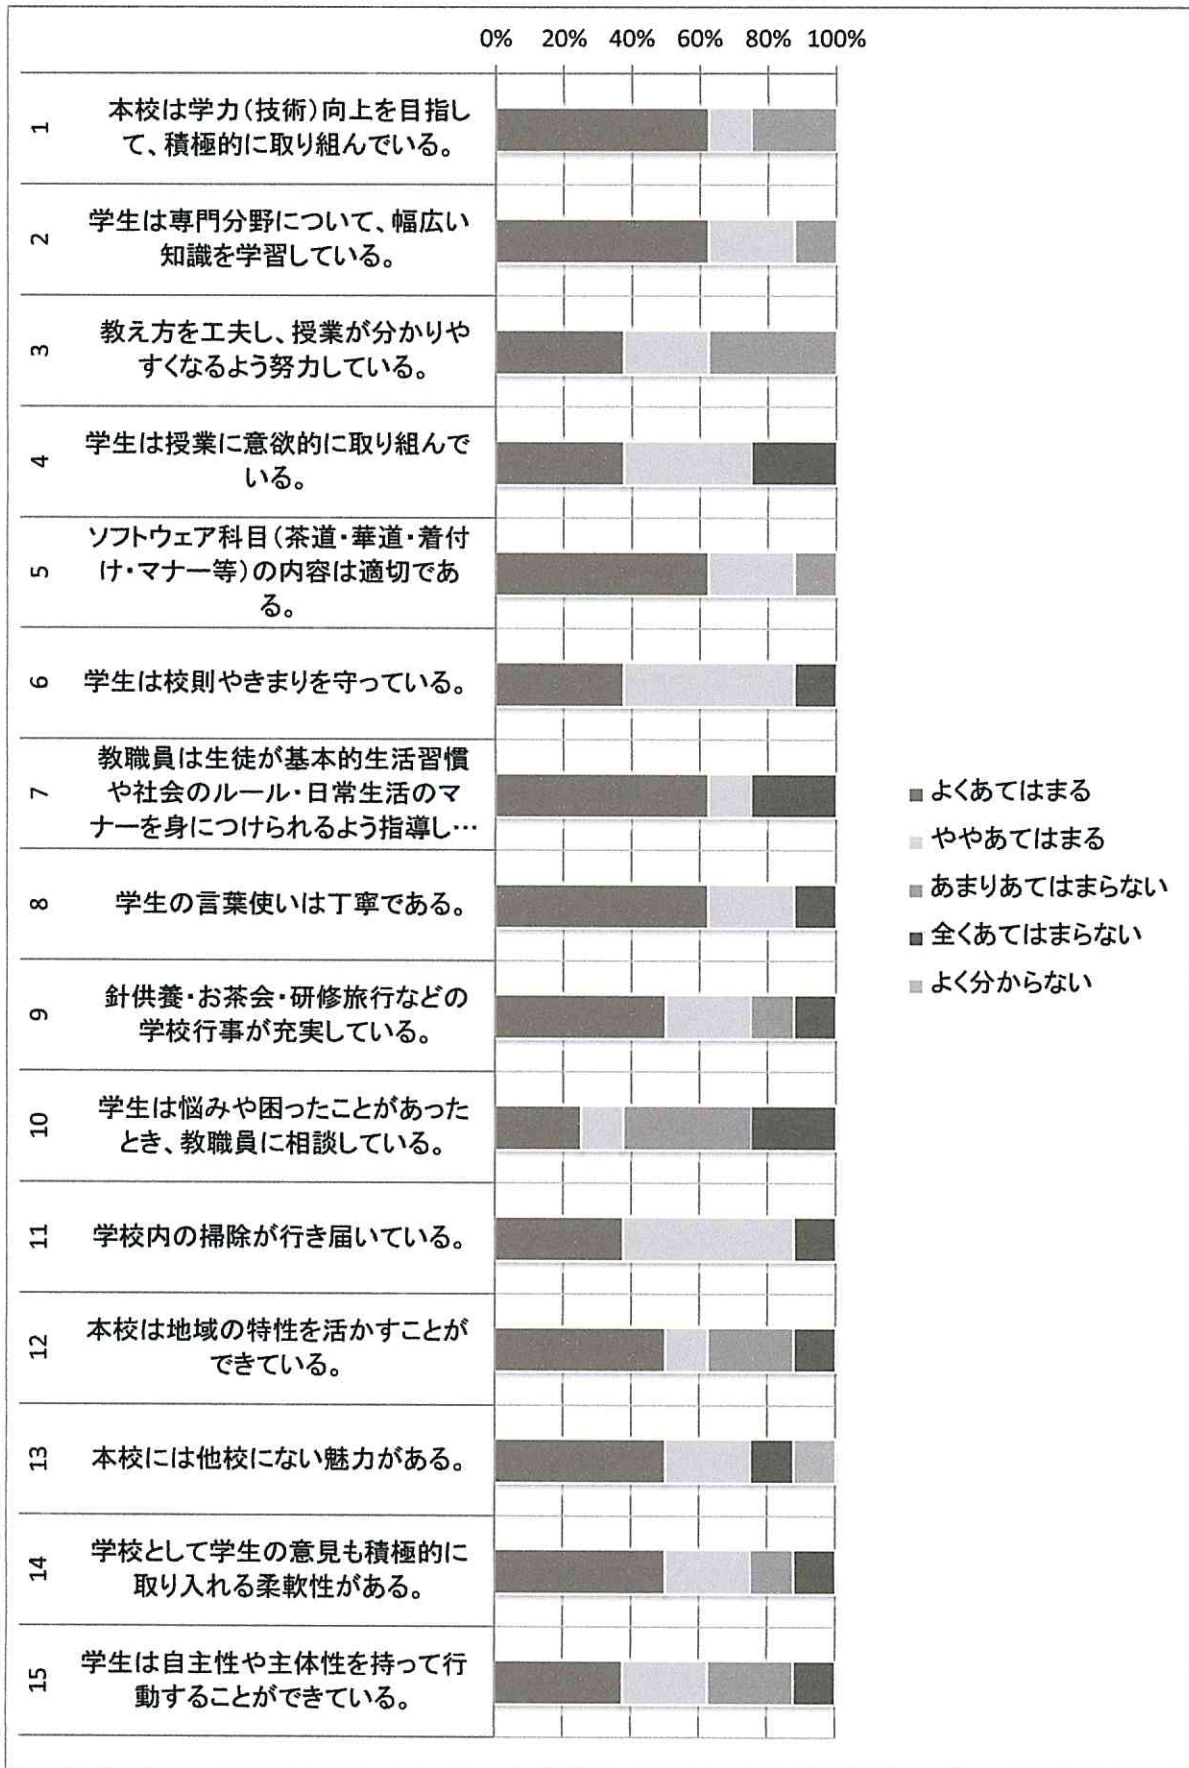 0% 20% 40% 60% 80% 100%
1
本校は学力(技術)向上を目指し
て、積極的に取り組んでいる。
2
学生は専門分野について、幅広い
知識を学習している。
3
教え方を工夫し、授業が分かりや
すくなるよう努力している。
4
学生は授業に意欲的に取り組んで
いる。
5
ソフトウェア科目(茶道・華道・着付
け・マナー等)の内容は適切であ
る。
6
学生は校則やきまりを守っている。
7
教職員は生徒が基本的生活習慣
や社会のルール・日常生活のマ
ナーを身につけられるよう指導し…
8
学生の言葉使いは丁寧である。
9
針供養・お茶会・研修旅行などの
学校行事が充実している。
10
学生は悩みや困ったことがあった
とき、教職員に相談している。
11
学校内の掃除が行き届いている。
12
本校は地域の特性を活かすことが
できている。
13
本校には他校にない魅力がある。
14
学校として学生の意見も積極的に
取り入れる柔軟性がある。
15
学生は自主性や主体性を持って行
動することができている。
よくあてはまる
ややあてはまる
あまりあてはまらない
全くあてはまらない
よく分からない